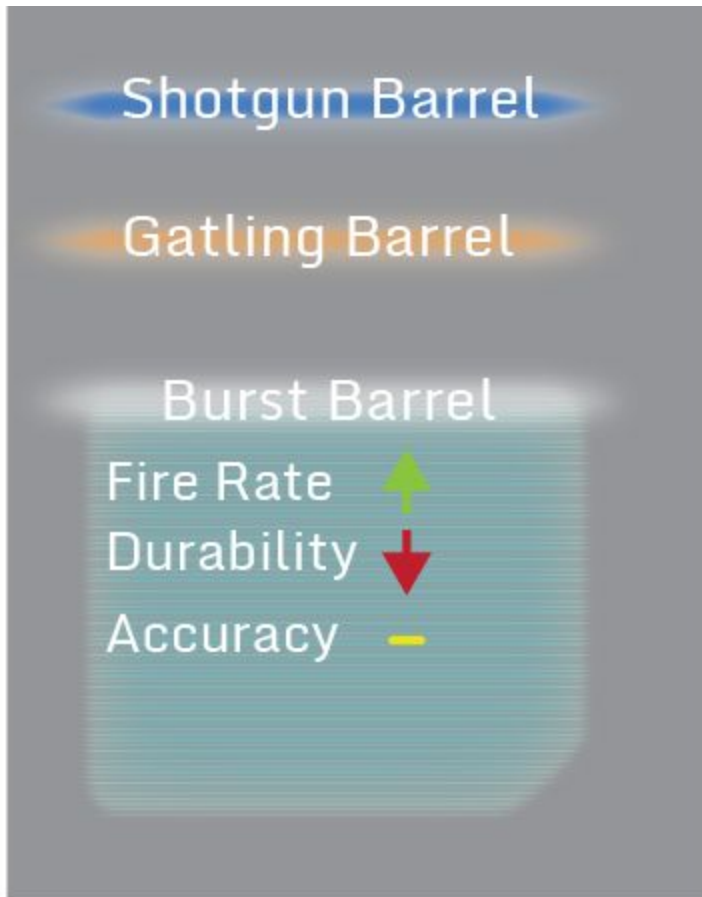 Shotgun Barrel
Gatling Barrel
Burst Barrel
Fire Rate
Durability
Accuracy